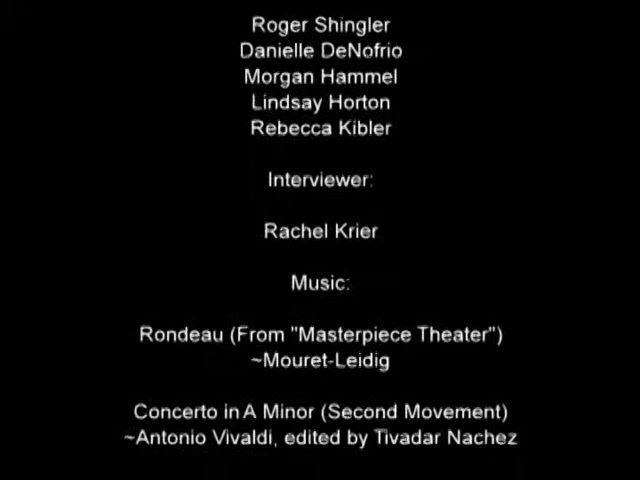 Roger Shingler
Danielle DeNofrio
Morgan Hammel
Lindsay Horton
Rebecca Kibler
Interviewer:
Rachel Krier
Music:
Rondeau (From "Masterpiece Theater")
~Mouret-Leidig
Concerto in A Minor (Second Movement)
~Antonio Vivaldi, edited by Tivadar Nachez